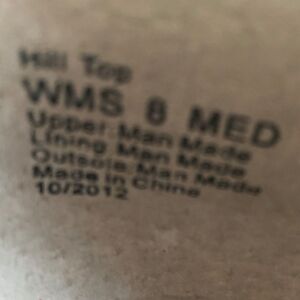 Hill Top
WMS 8 MED
Upper: Man Made
Lining: Man Made
Outsole: Man Made
Made in China
10/2012